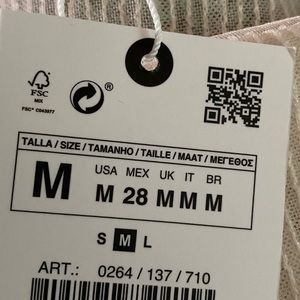 FSC
MIX
FSC® C043077
TALLA / SIZE / TAMANHO / TAILLE / MAAT / ΜΕΓΕΘΟΣ
M
USA MEX UK IT BR
M 28 M M M
S M L
ART.: 0264 / 137 / 710